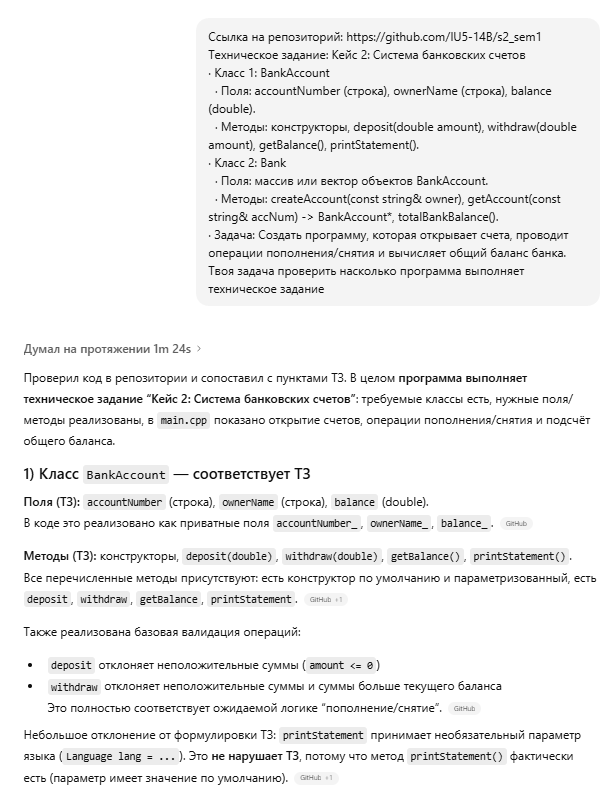 Ссылка на репозиторий: https://github.com/IU5-14B/s2_sem1
Техническое задание: Кейс 2: Система банковских счетов
· Класс 1: BankAccount
· Поля: accountNumber (строка), ownerName (строка), balance
(double).
· Методы: конструкторы, deposit(double amount), withdraw(double
amount), getBalance(), printStatement().
· Класс 2: Bank
· Поля: массив или вектор объектов BankAccount.
· Методы: createAccount(const string& owner), getAccount(const
string& accNum) -> BankAccount*, totalBankBalance().
· Задача: Создать программу, которая открывает счета, проводит
операции пополнения/снятия и вычисляет общий баланс банка.
Твоя задача проверить насколько программа выполняет
техническое задание
Думал на протяжении 1m 24s >
Проверил код в репозитории и сопоставил с пунктами ТЗ. В целом программа выполняет
техническое задание “Кейс 2: Система банковских счетов”: требуемые классы есть, нужные поля/
методы реализованы, в main.cpp показано открытие счетов, операции пополнения/снятия и подсчёт
общего баланса.
1) Класс BankAccount — соответствует ТЗ
Поля (ТЗ): accountNumber (строка), ownerName (строка), balance (double).
В коде это реализовано как приватные поля accountNumber_, ownerName_, balance_. GitHub
Методы (ТЗ): конструкторы, deposit(double), withdraw(double), getBalance(), printStatement().
Все перечисленные методы присутствуют: есть конструктор по умолчанию и параметризованный, есть
deposit, withdraw, getBalance, printStatement. GitHub +1
Также реализована базовая валидация операций:
• deposit отклоняет неположительные суммы (amount <= 0)
• withdraw отклоняет неположительные суммы и суммы больше текущего баланса
Это полностью соответствует ожидаемой логике “пополнение/снятие”. GitHub
Небольшое отклонение от формулировки ТЗ: printStatement принимает необязательный параметр
языка (Language lang = ...). Это не нарушает ТЗ, потому что метод printStatement() фактически
есть (параметр имеет значение по умолчанию). GitHub +1